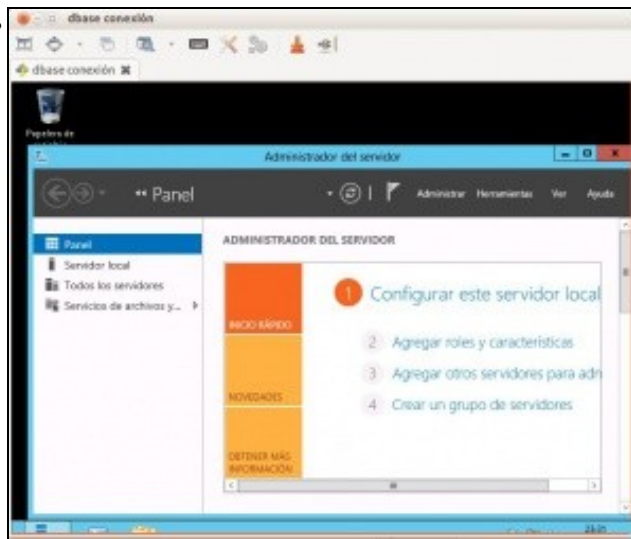 dbase conexión
dbase conexión
Papelera de
Administrador del servidor
Panel
Administrar Herramientas Ver Ayuda
Panel
Servidor local
Todos los servidores
Servicios de archivos y...
ADMINISTRADOR DEL SERVIDOR
INICIO RÁPIDO
NOVEDADES
OBTENER MÁS
INFORMACIÓN
1 Configurar este servidor local
2 Agregar roles y características
3 Agregar otros servidores para adm
4 Crear un grupo de servidores